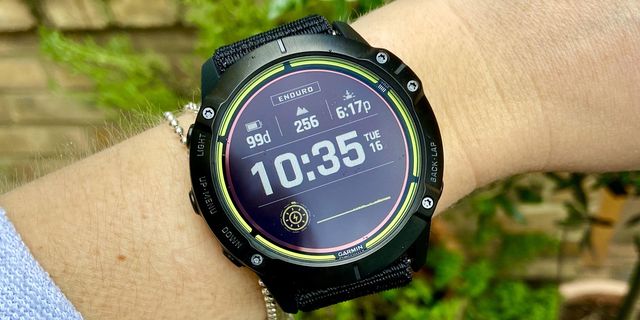 ENDURO
99d 256 6:17p
10:35 TUE 16
GARMIN
LIGHT
UP·MENU
DOWN
BACK·LAP